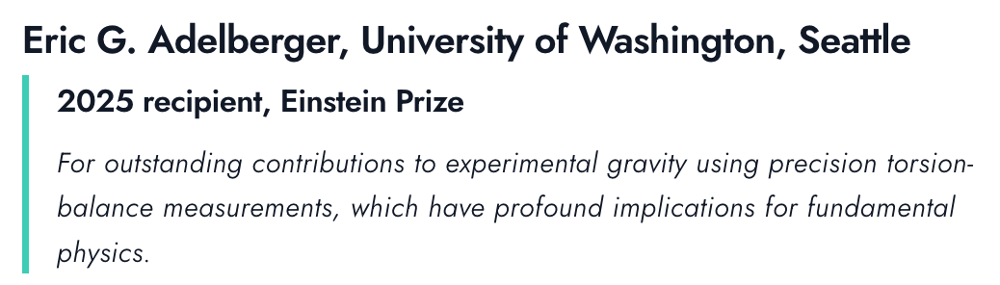 Eric G. Adelberger, University of Washington, Seattle
2025 recipient, Einstein Prize
For outstanding contributions to experimental gravity using precision torsion-
balance measurements, which have profound implications for fundamental
physics.